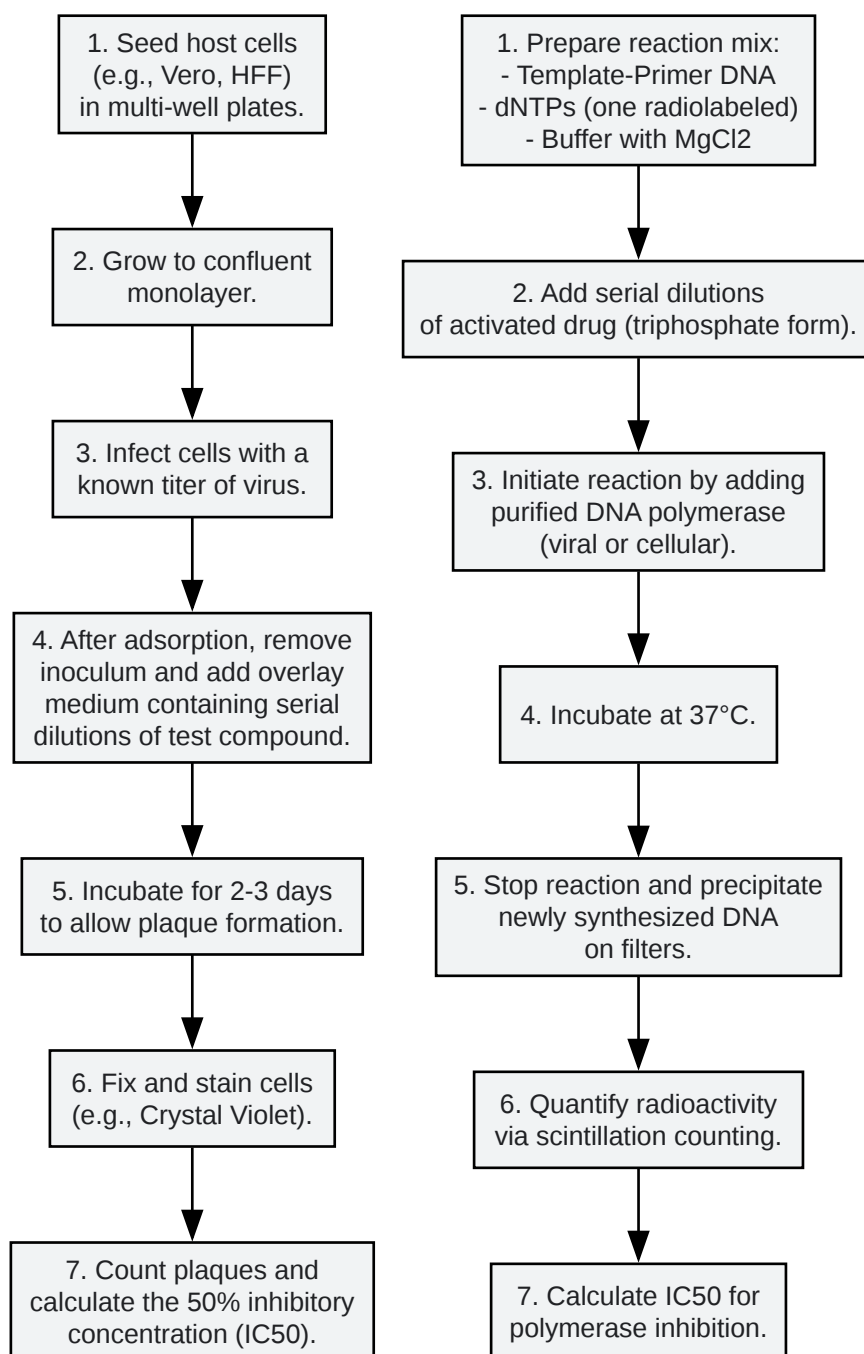 1. Seed host cells
(e.g., Vero, HFF)
in multi-well plates.
2. Grow to confluent
monolayer.
3. Infect cells with a
known titer of virus.
4. After adsorption, remove
inoculum and add overlay
medium containing serial
dilutions of test compound.
5. Incubate for 2-3 days
to allow plaque formation.
6. Fix and stain cells
(e.g., Crystal Violet).
7. Count plaques and
calculate the 50% inhibitory
concentration (IC50).
1. Prepare reaction mix:
- Template-Primer DNA
- dNTPs (one radiolabeled)
- Buffer with MgCl2
2. Add serial dilutions
of activated drug (triphosphate form).
3. Initiate reaction by adding
purified DNA polymerase
(viral or cellular).
4. Incubate at 37°C.
5. Stop reaction and precipitate
newly synthesized DNA
on filters.
6. Quantify radioactivity
via scintillation counting.
7. Calculate IC50 for
polymerase inhibition.